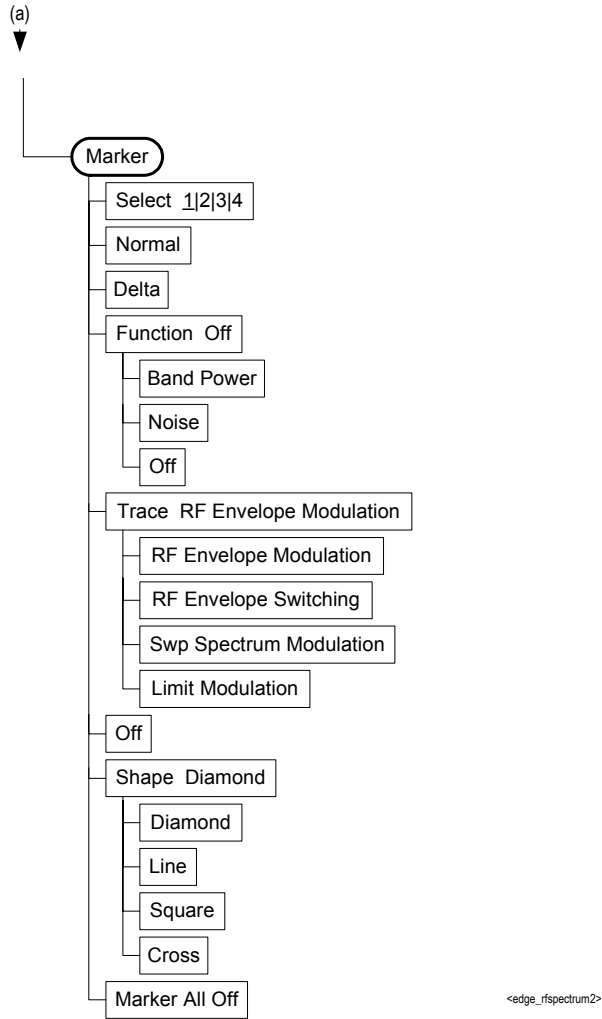 (a)
Marker
Select 1|2|3|4
Normal
Delta
Function Off
Band Power
Noise
Off
Trace RF Envelope Modulation
RF Envelope Modulation
RF Envelope Switching
Swp Spectrum Modulation
Limit Modulation
Off
Shape Diamond
Diamond
Line
Square
Cross
Marker All Off
<edge_rfspectrum2>